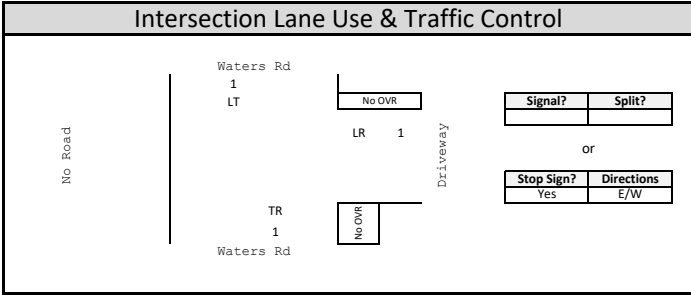 Intersection Lane Use & Traffic Control
Waters Rd
1
LT
No OVR
Signal? Split?
LR 1
No Road
Driveway
or
Stop Sign? Directions
Yes E/W
TR
No OVR
1
Waters Rd